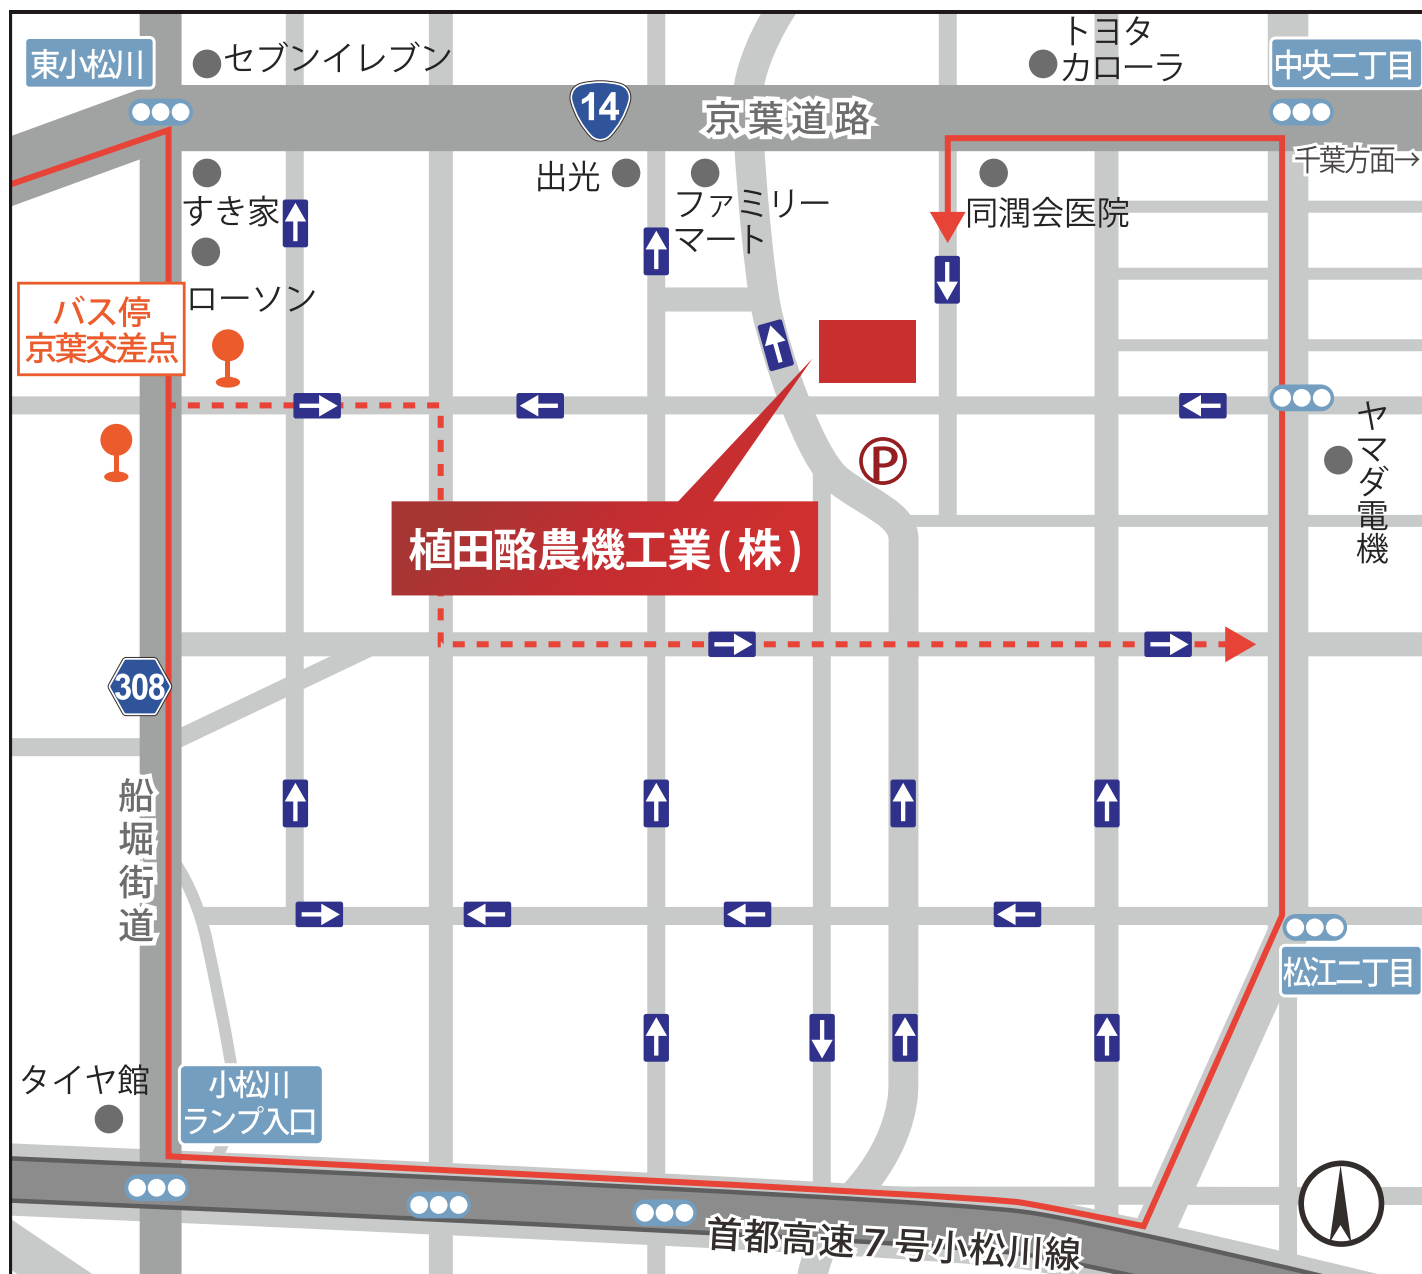 東小松川
セブンイレブン
14
京葉道路
トヨタ
カローラ
中央二丁目
千葉方面→
すき家
出光
ファミリー
マート
同潤会医院
ローソン
バス停
京葉交差点
ヤマダ電機
P
植田酪農機工業(株)
308
船堀街道
松江二丁目
タイヤ館
小松川
ランプ入口
首都高速7号小松川線